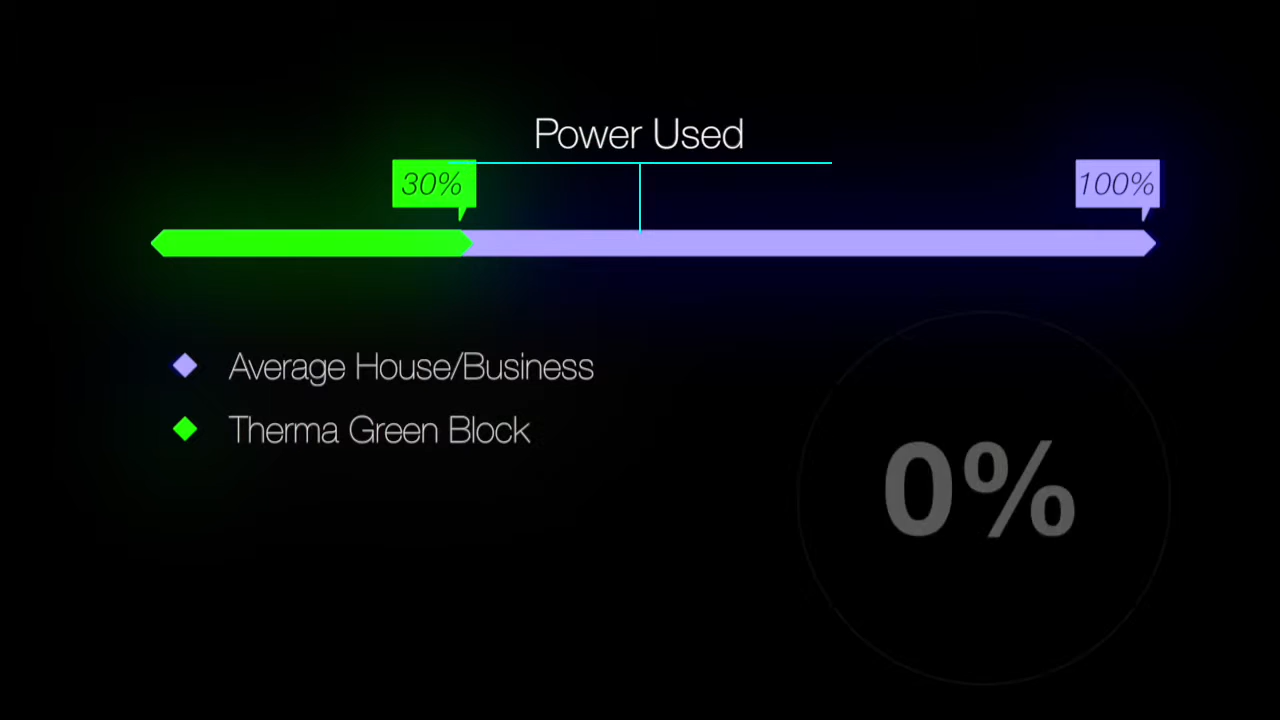 Power Used
30%
100%
Average House/Business
Therma Green Block
0%